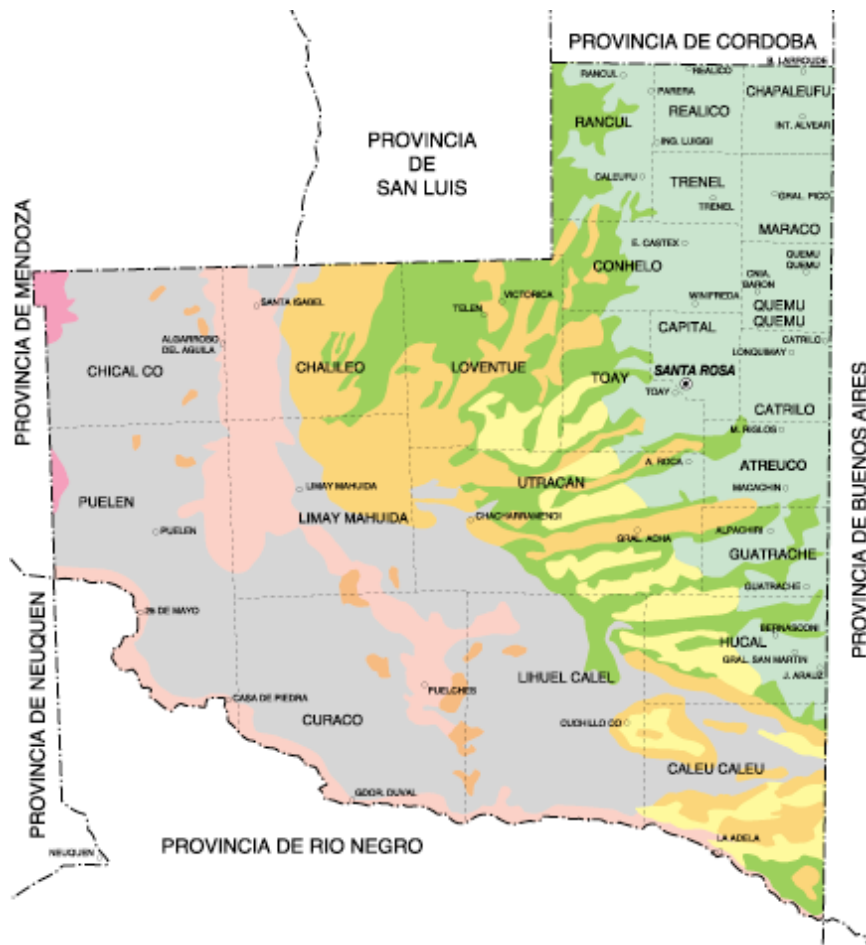 PROVINCIA DE CORDOBA
B. LARROUDE
RANCUL
REALICO
PARERA
CHAPALEUFU
REALICO
RANCUL
INT. ALVEAR
PROVINCIA
DE
SAN LUIS
ING. LUIGGI
CALEUFU
TRENEL
TRENEL
GRAL. PICO
MARACO
E. CASTEX
CONHELO
QUEMU
QUEMU
CNIA.
BARON
PROVINCIA DE MENDOZA
SANTA ISABEL
VICTORICA
TELEN
WINIFREDA
QUEMU
QUEMU
CAPITAL
ALGARROBO
DEL AGUILA
CATRILO
LONQUIMAY
CHICAL CO
CHALILEO
LOVENTUE
TOAY
SANTA ROSA
TOAY
CATRILO
M. RIGLOS
PROVINCIA DE BUENOS AIRES
A. ROCA
ATREUCO
UTRACAN
MACACHIN
LIMAY MAHUIDA
PUELEN
LIMAY MAHUIDA
CHACHARRAMENDI
PUELEN
GRAL. ACHA
ALPACHIRI
GUATRACHE
GUATRACHE
25 DE MAYO
BERNASCONI
HUCAL
GRAL. SAN MARTIN
J. ARAUZ
LIHUEL CALEL
PUELCHES
CASA DE PIEDRA
CURACO
CUCHILLO CO
PROVINCIA DE NEUQUEN
CALEU CALEU
GDOR. DUVAL
LA ADELA
PROVINCIA DE RIO NEGRO
NEUQUEN